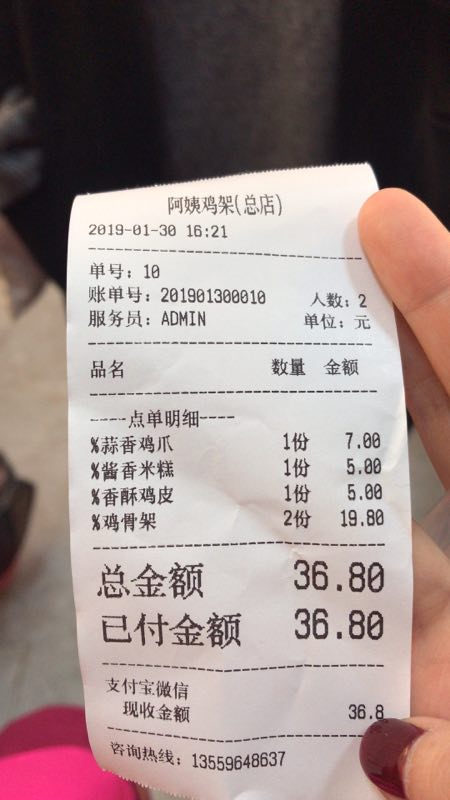 阿姨鸡架(总店)
2019-01-30 16:21
单号: 10
账单号: 201901300010 人数: 2
服务员: ADMIN 单位: 元
品名 数量 金额
----点单明细----
%蒜香鸡爪 1份 7.00
%酱香米糕 1份 5.00
%香酥鸡皮 1份 5.00
%鸡骨架 2份 19.80
总金额 36.80
已付金额 36.80
支付宝微信
现收金额 36.8
咨询热线: 13559648637